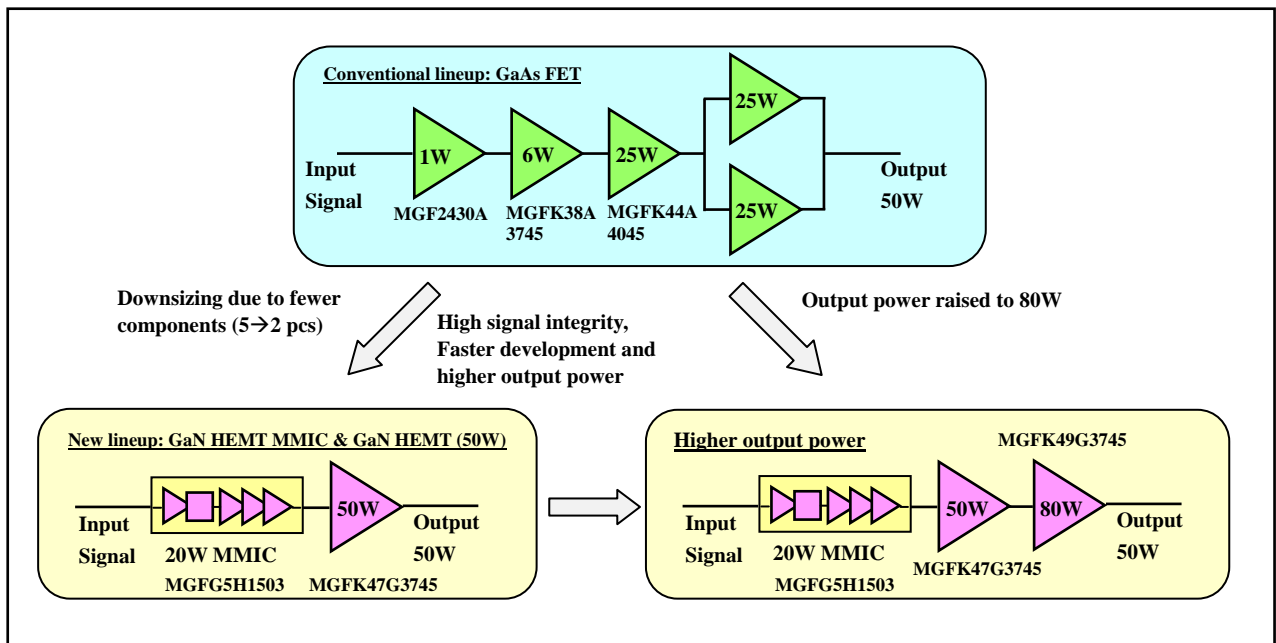 Conventional lineup: GaAs FET
25W
1W
6W
25W
25W
Input
Signal
Output
50W
MGF2430A
MGFK38A
3745
MGFK44A
4045
Downsizing due to fewer
components (5→2 pcs)
High signal integrity,
Faster development and
higher output power
Output power raised to 80W
New lineup: GaN HEMT MMIC & GaN HEMT (50W)
50W
Input
Signal
Output
50W
20W MMIC
MGFG5H1503
MGFK47G3745
Higher output power
MGFK49G3745
50W
80W
Input
Signal
Output
50W
20W MMIC
MGFG5H1503
MGFK47G3745